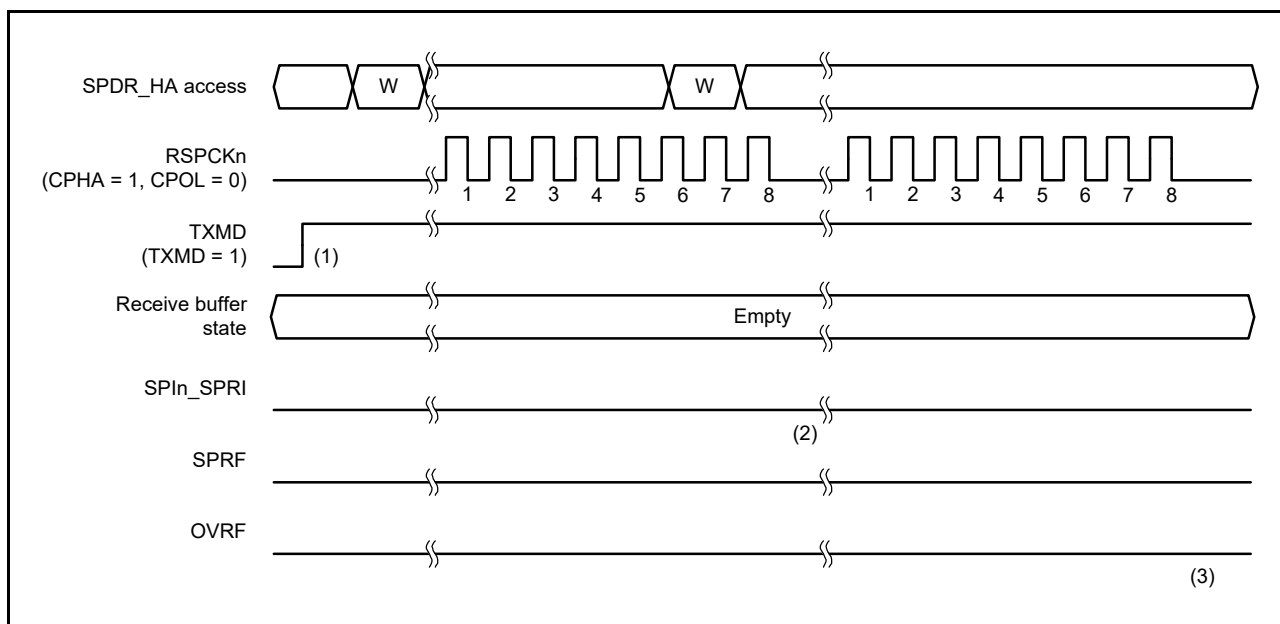 SPDR_HA access
W
W
RSPCKn
(CPHA = 1, CPOL = 0)
1 2 3 4 5 6 7 8
1 2 3 4 5 6 7 8
TXMD
(TXMD = 1)
(1)
Receive buffer
state
Empty
SPIn_SPRI
(2)
SPRF
OVRF
(3)